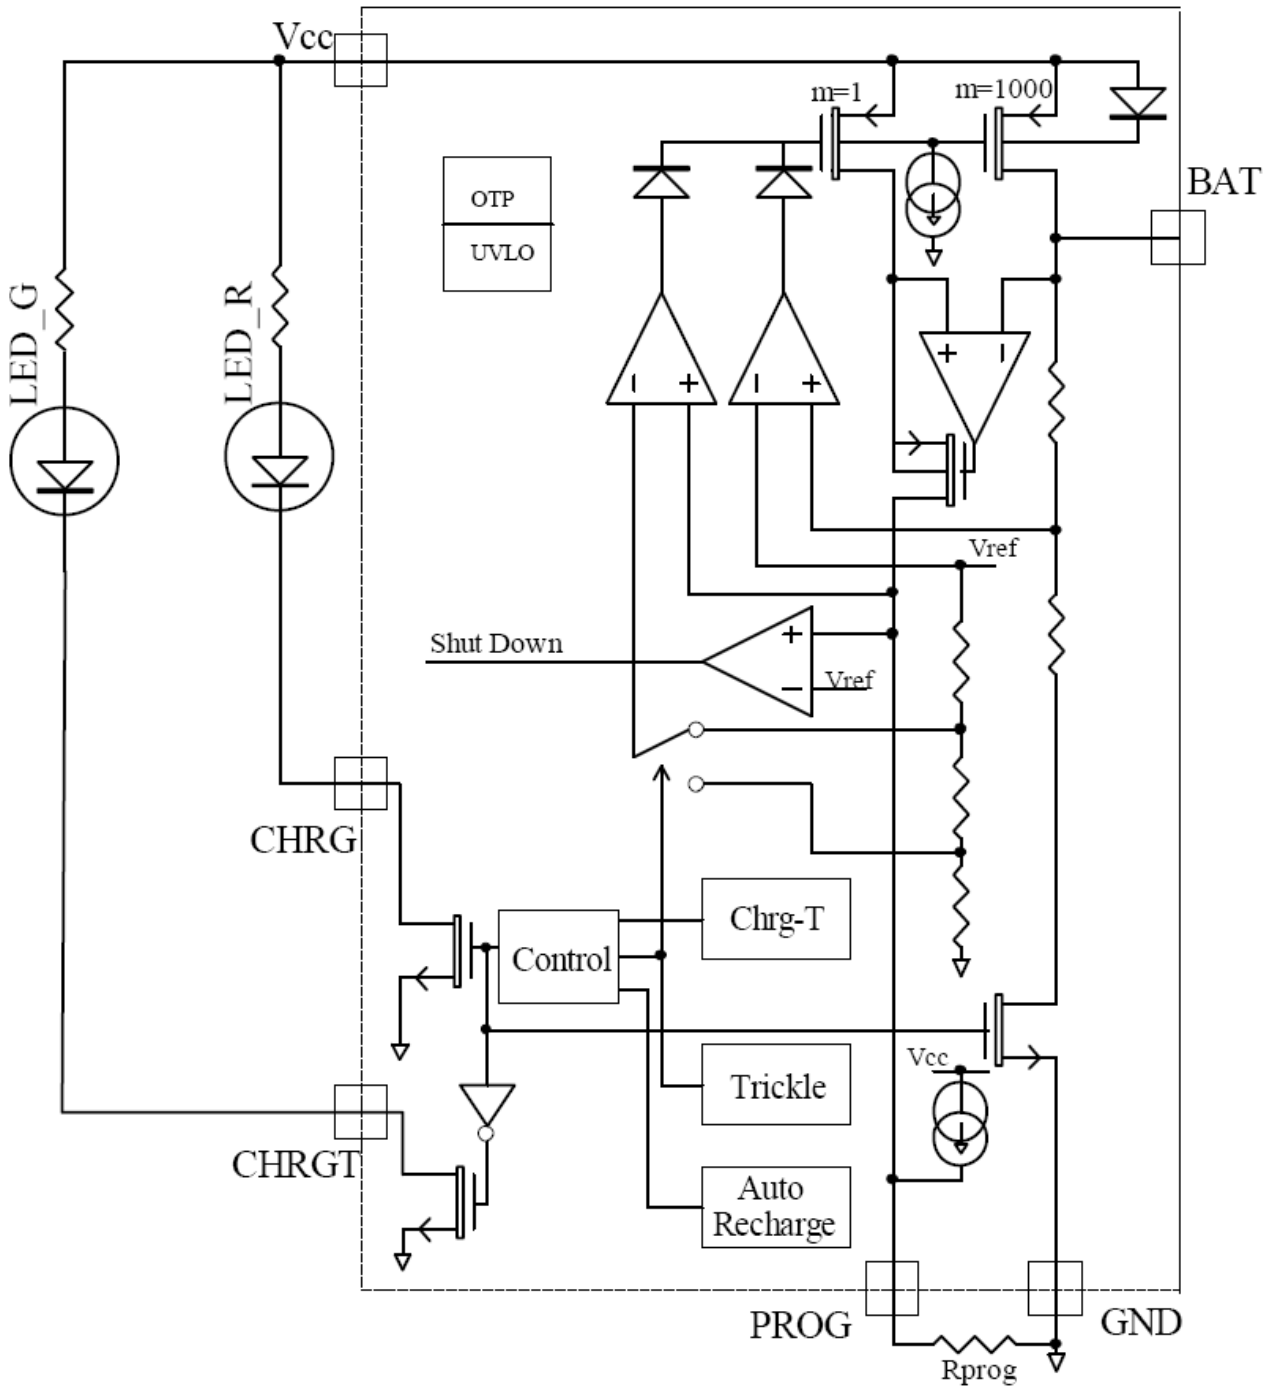 Vcc
m=1
m=1000
BAT
OTP
UVLO
LED_G
LED_R
+
−
−
+
−
+
Vref
+
Shut Down
Vref
−
CHRG
Chrg-T
Control
Vcc
Trickle
CHRGT
Auto
Recharge
PROG
GND
Rprog